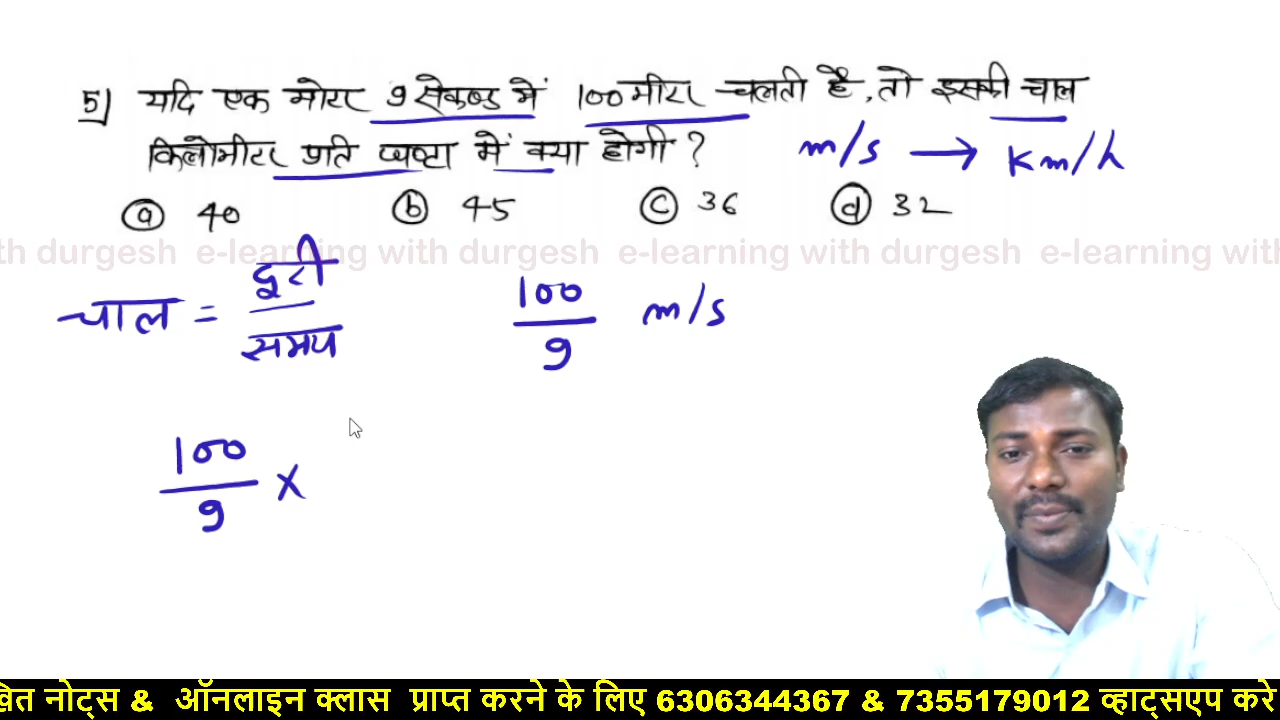 5) यदि एक मोटर 9 सेकण्ड में 100 मीटर चलती है, तो इसकी चाल
किलोमीटर प्रति घण्टा में क्या होगी ?
m/s → Km/h
(a) 40 (b) 45 (c) 36 (d) 32
th durgesh e-learning with durgesh e-learning with durgesh e-learning with
चाल = दूरी / समय
100 / 9 m/s
100 / 9 ×
खित नोट्स & ऑनलाइन क्लास प्राप्त करने के लिए 6306344367 & 7355179012 व्हाट्सएप करे